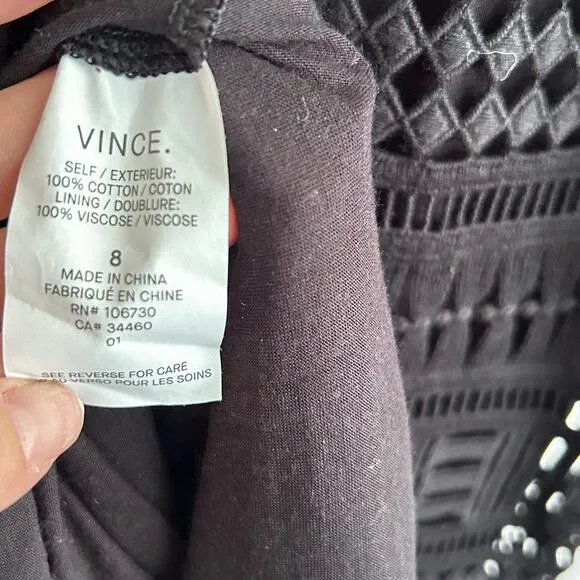 VINCE.
SELF / EXTERIEUR:
100% COTTON / COTON
LINING / DOUBLURE:
100% VISCOSE / VISCOSE
8
MADE IN CHINA
FABRIQUÉ EN CHINE
RN# 106730
CA# 34460
01
SEE REVERSE FOR CARE
AU VERSO POUR LES SOINS